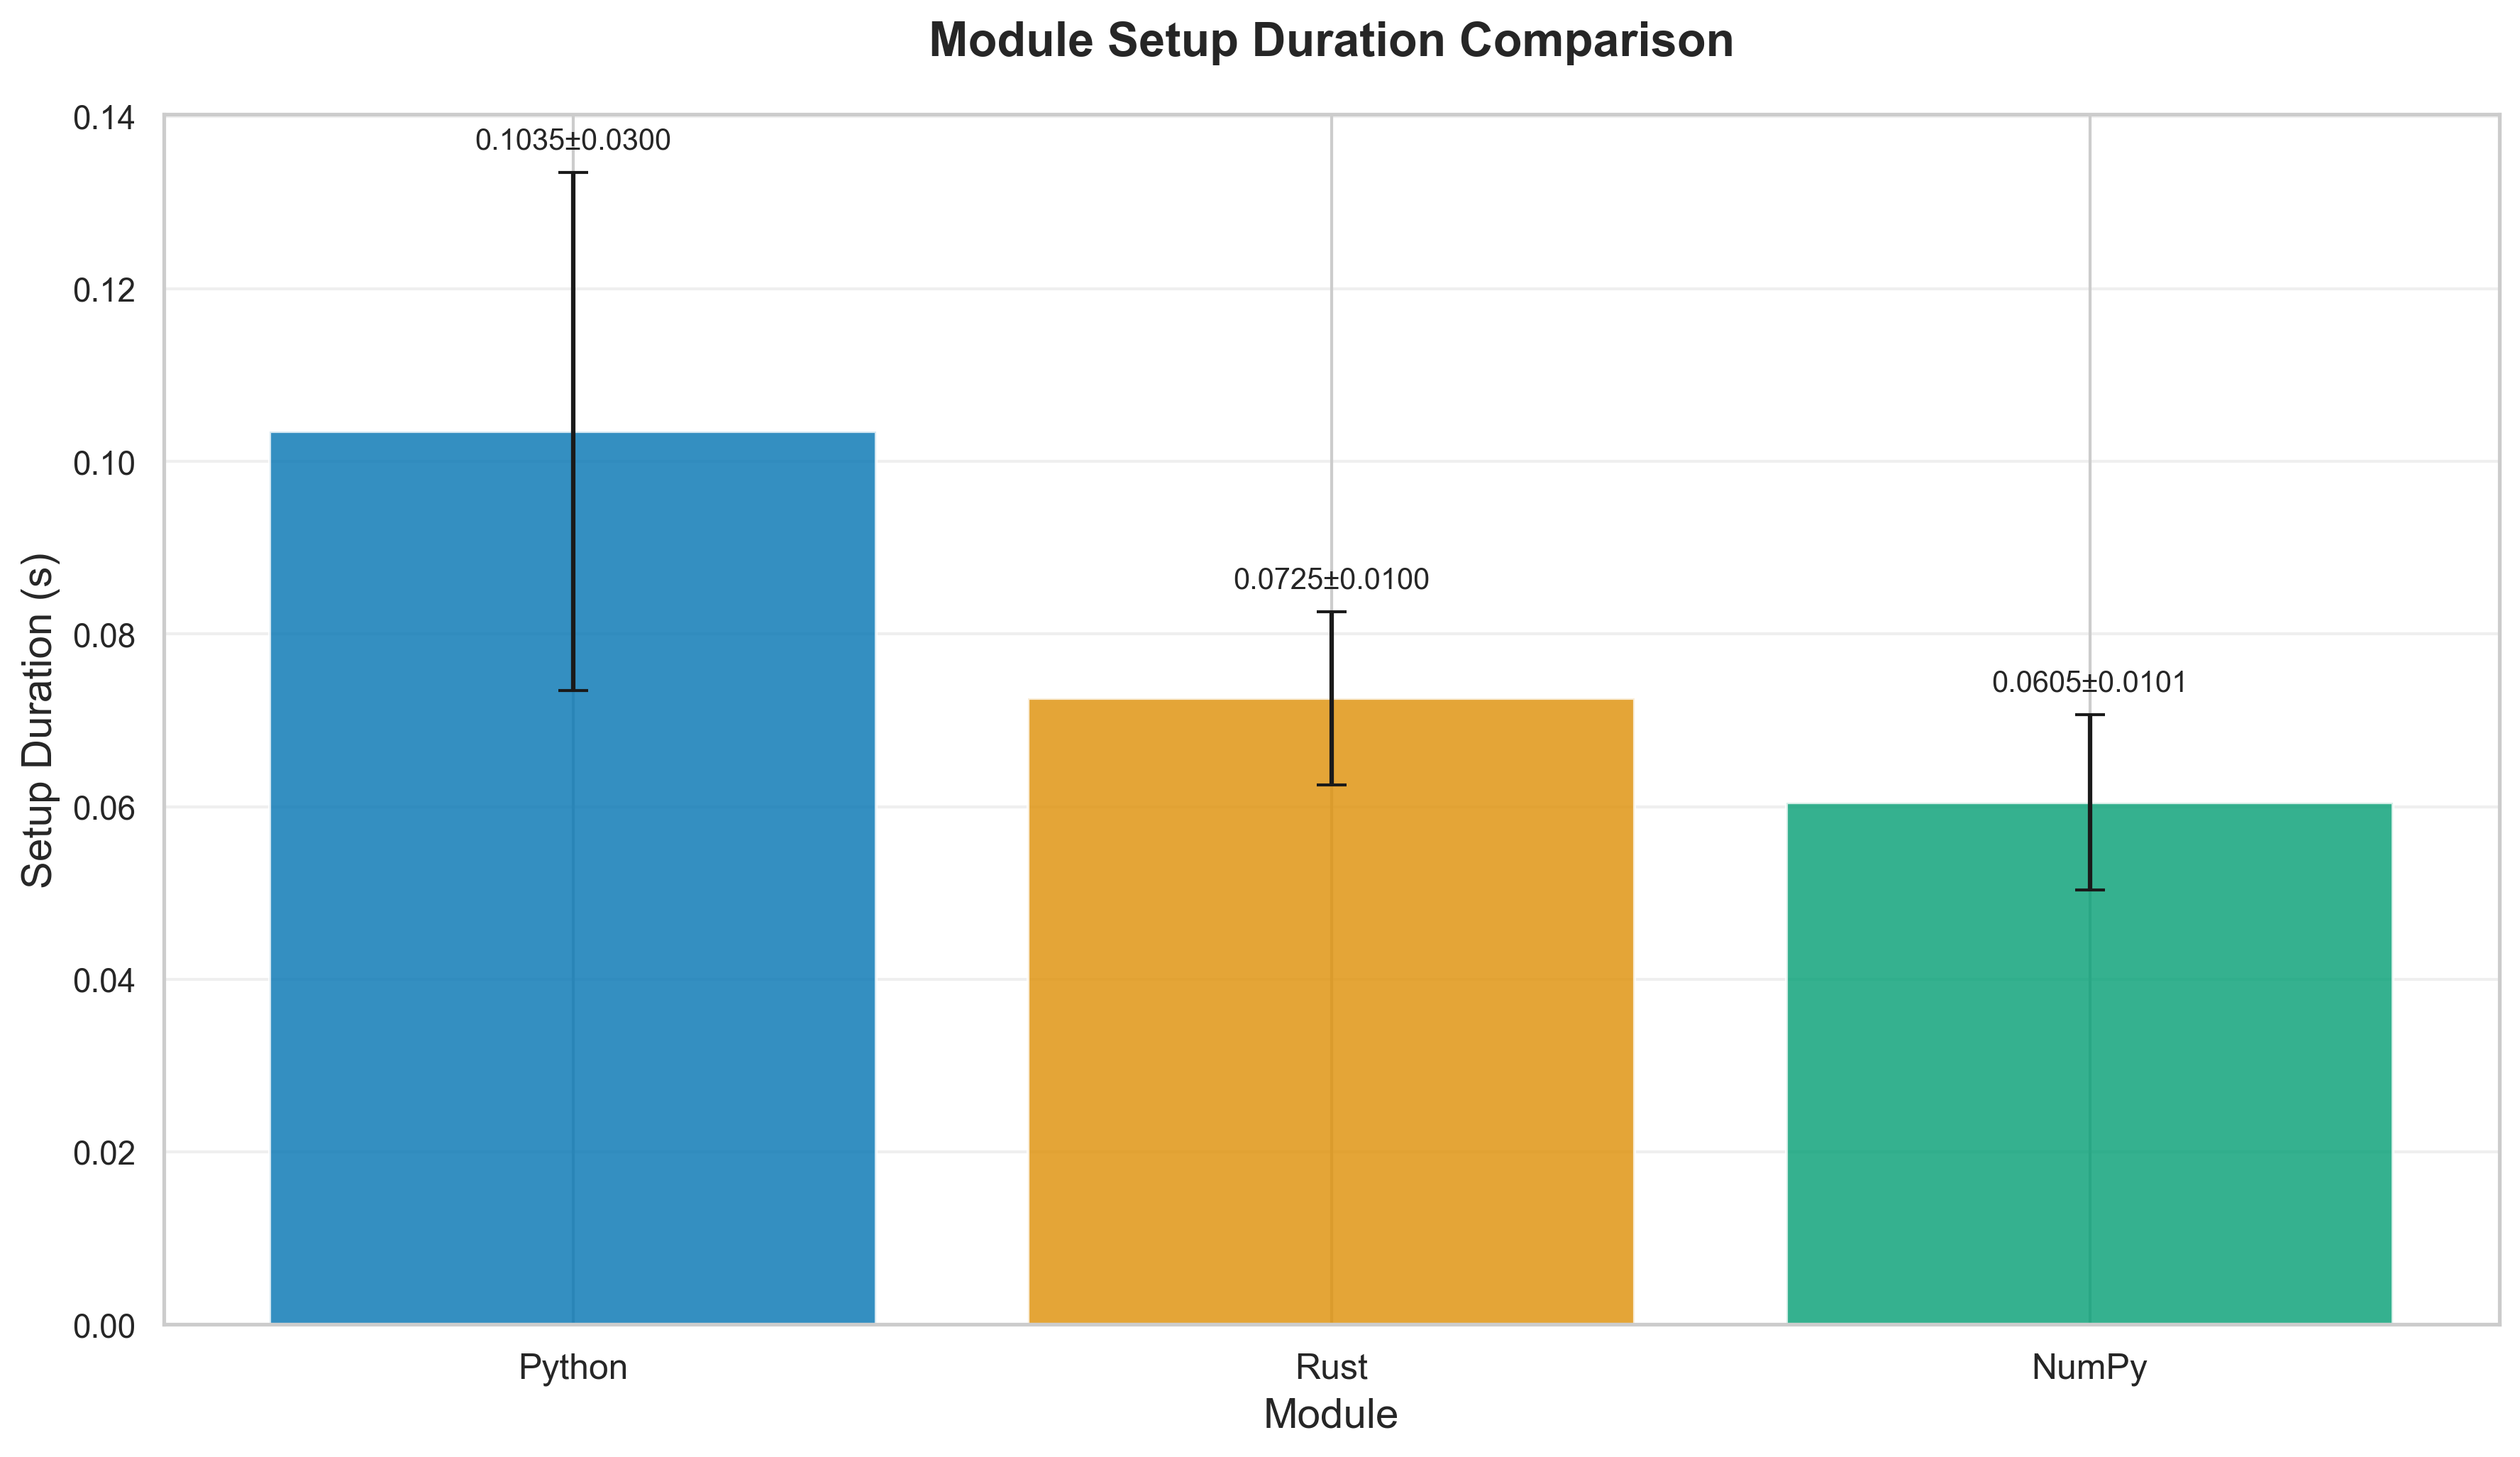 Module Setup Duration Comparison
0.14
0.12
0.10
0.08
0.06
0.04
0.02
0.00
Setup Duration (s)
0.1035±0.0300
0.0725±0.0100
0.0605±0.0101
Python
Rust
NumPy
Module